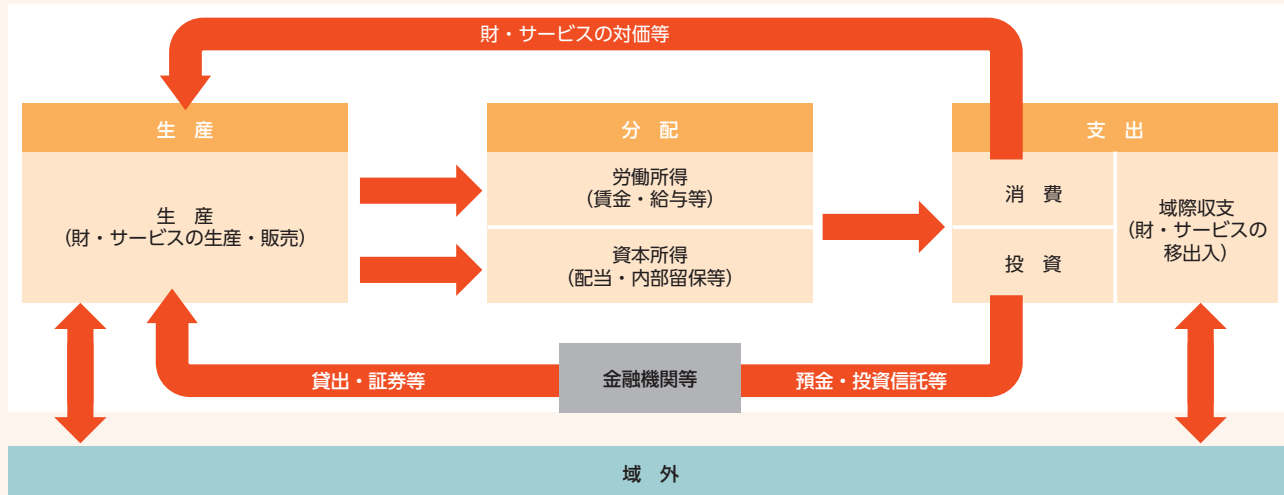 財・サービスの対価等
生　産
分　配
支　出
生　産
(財・サービスの生産・販売)
労働所得
(賃金・給与等)
資本所得
(配当・内部留保等)
消　費
投　資
域際収支
(財・サービスの
移出入)
貸出・証券等
金融機関等
預金・投資信託等
域　外